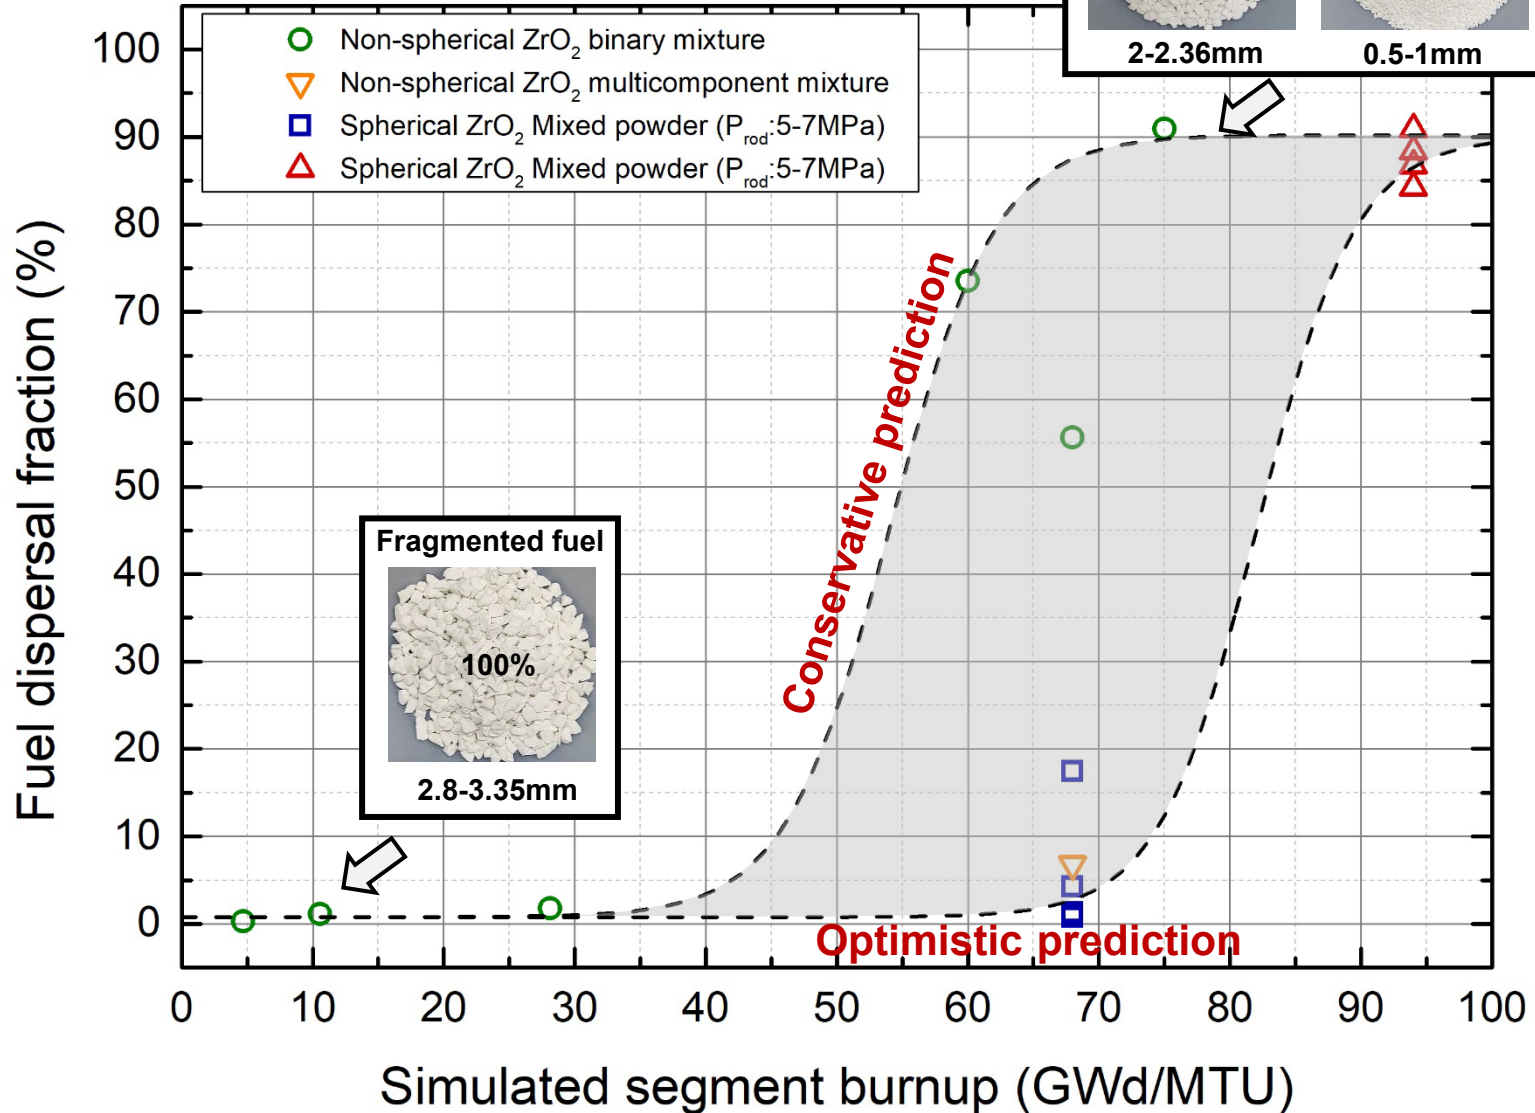 2-2.36mm 0.5-1mm
Non-spherical ZrO2 binary mixture
Non-spherical ZrO2 multicomponent mixture
Spherical ZrO2 Mixed powder (Prod:5-7MPa)
Spherical ZrO2 Mixed powder (Prod:5-7MPa)
Fuel dispersal fraction (%)
100
90
80
70
60
50
40
30
20
10
0
Conservative prediction
Fragmented fuel
100%
2.8-3.35mm
Optimistic prediction
0 10 20 30 40 50 60 70 80 90 100
Simulated segment burnup (GWd/MTU)